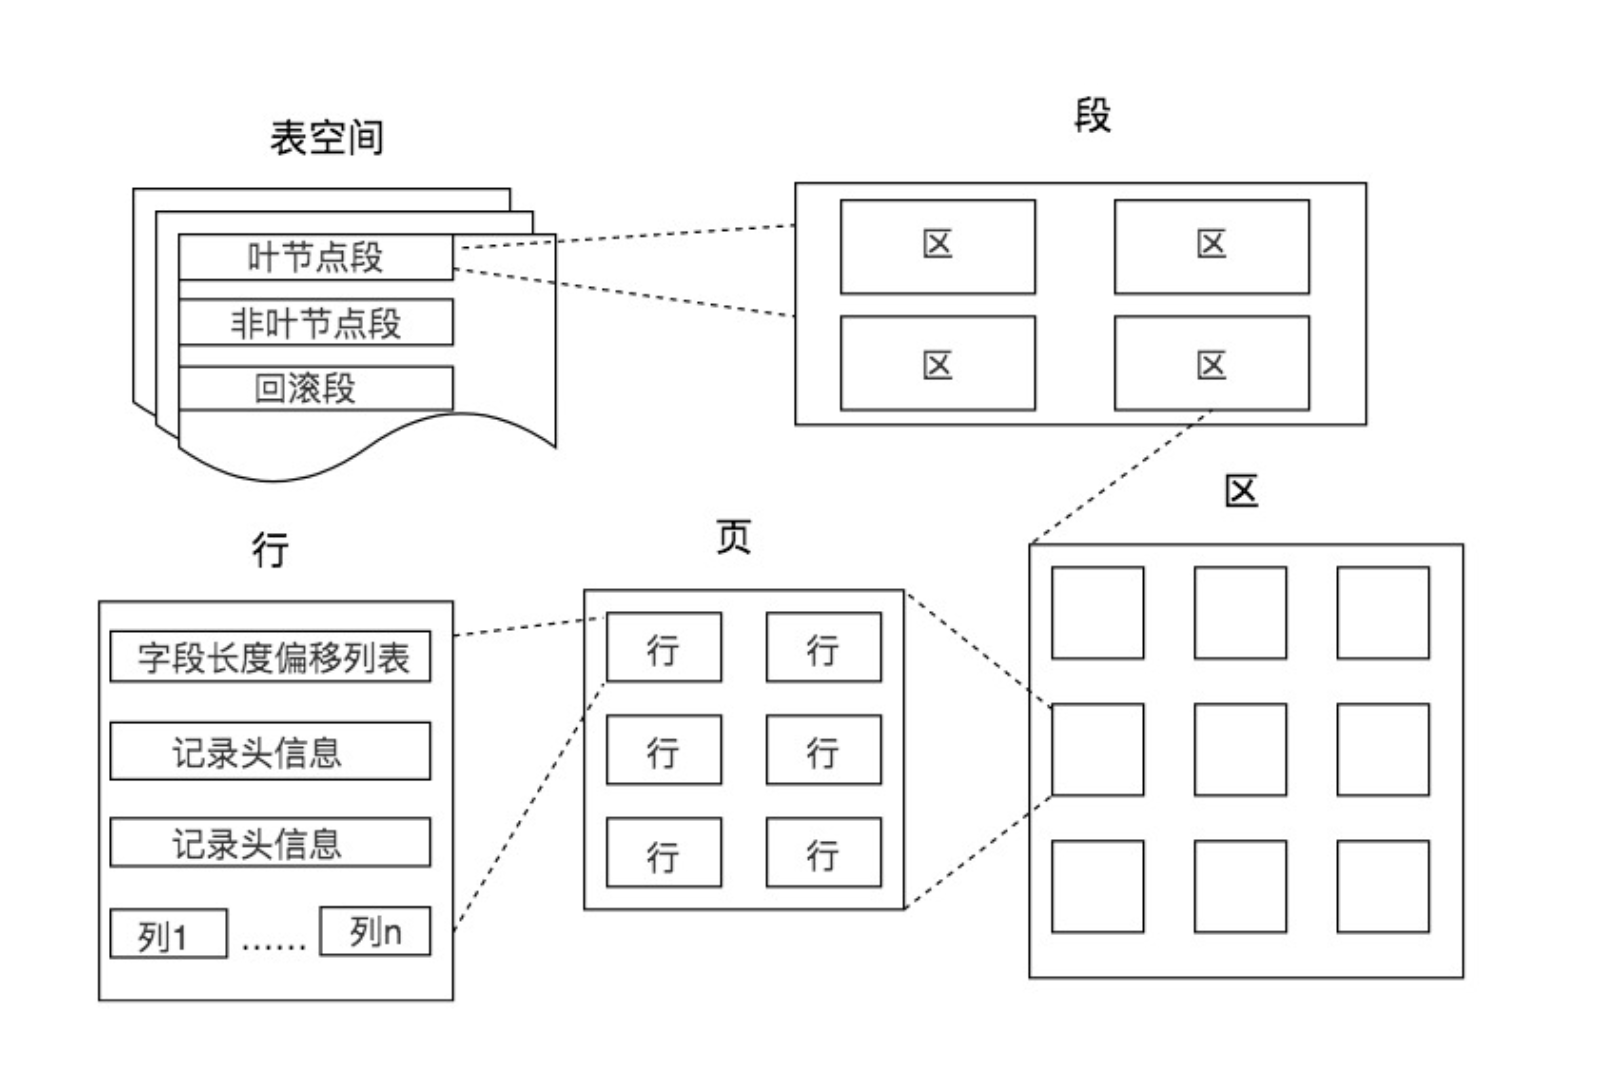 表空间
叶节点段
非叶节点段
回滚段
段
区
区
区
区
区
页
行
行
行
行
行
行
行
字段长度偏移列表
记录头信息
记录头信息
列1 ...... 列n